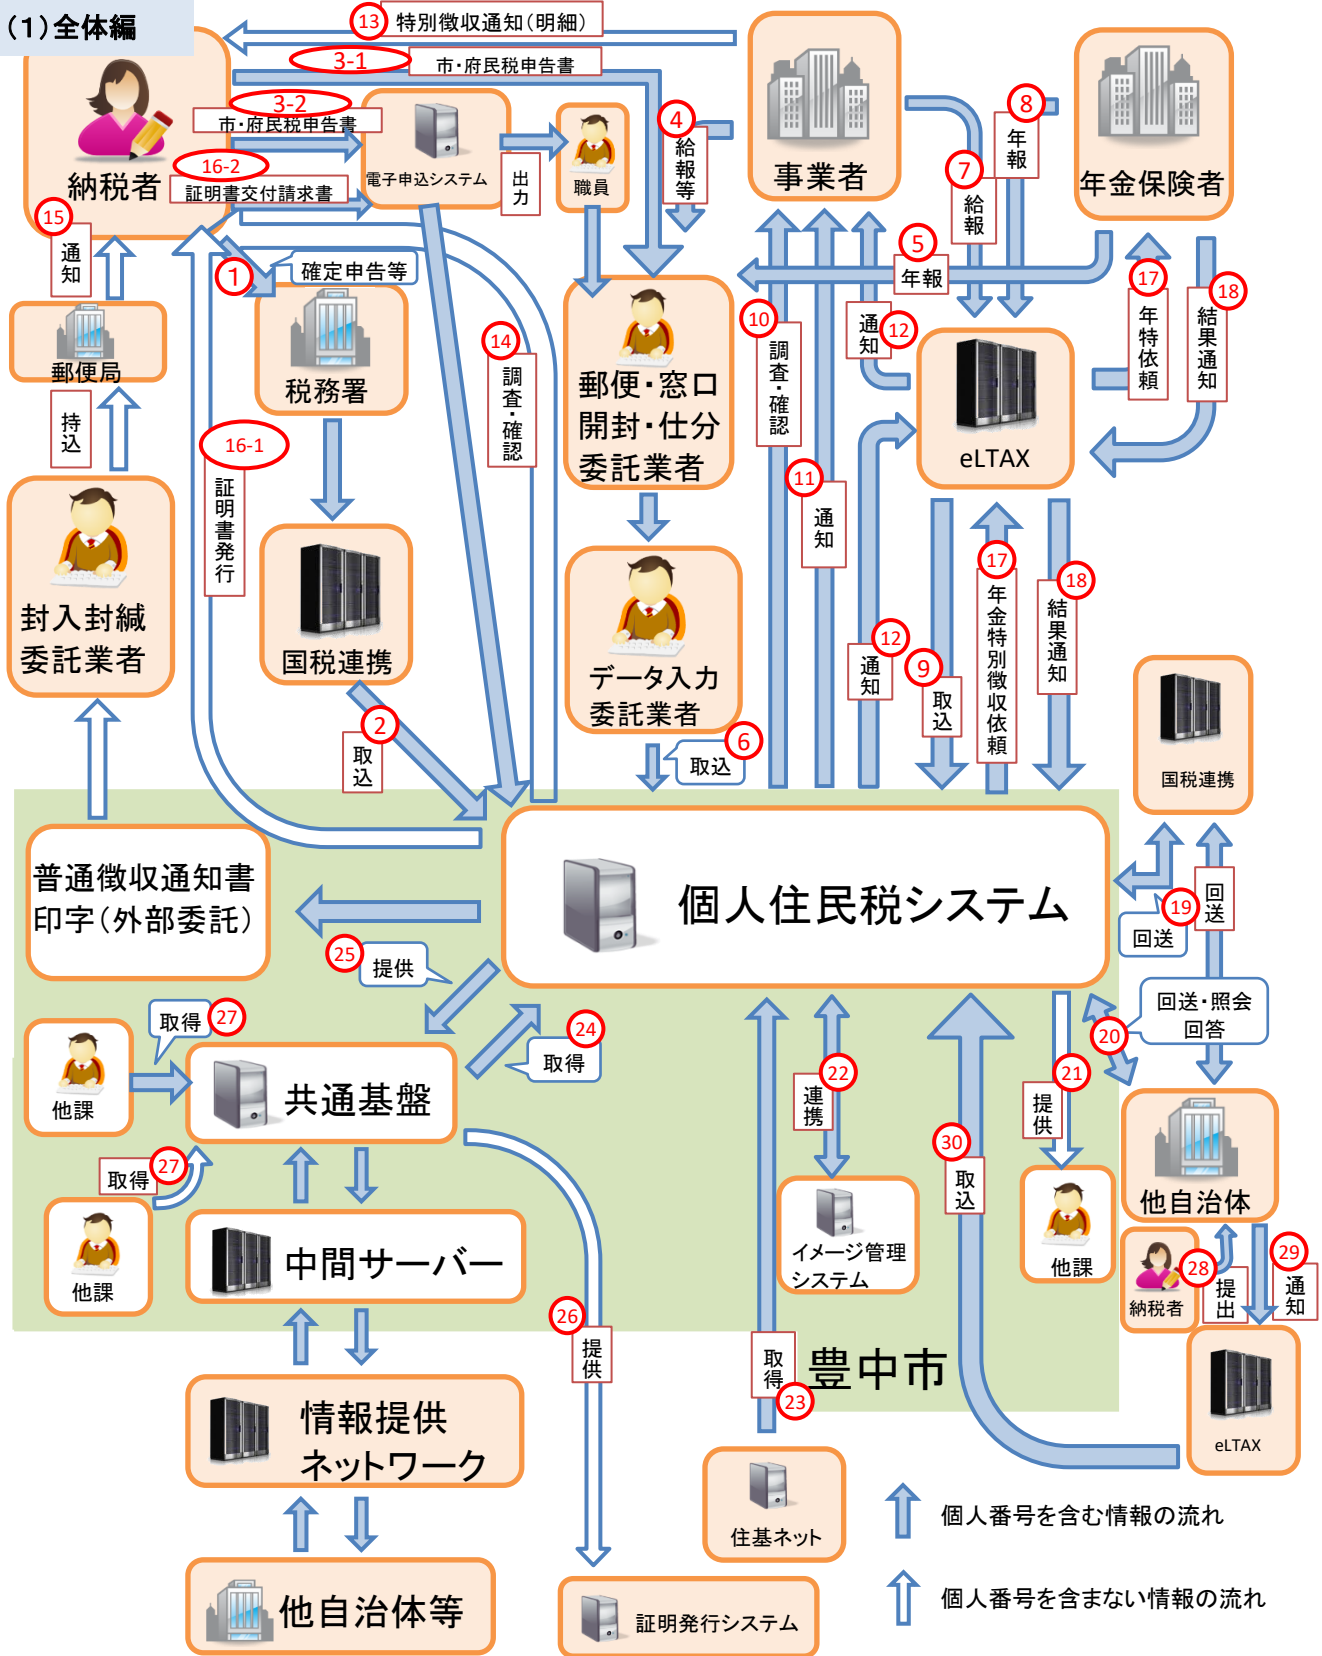 (1)全体編
13
特別徴収通知(明細)
3-1
市・府民税申告書
3-2
市・府民税申告書
16-2
証明書交付請求書
納税者
電子申込システム
出力
職員
4
給報等
事業者
7
給報
8
年報
年金保険者
15
通知
1
確定申告等
郵便局
税務署
14
調査・確認
郵便・窓口
開封・仕分
委託業者
5
年報
10
調査・確認
11
通知
12
通知
17
年特依頼
18
結果通知
eLTAX
持込
16-1
証明書発行
封入封緘
委託業者
国税連携
2
取込
データ入力
委託業者
6
取込
12
通知
9
取込
17
年金特別徴収依頼
18
結果通知
国税連携
普通徴収通知書
印字(外部委託)
個人住民税システム
19
回送
回送
25
提供
24
取得
27
取得
他課
共通基盤
27
取得
他課
中間サーバー
22
連携
イメージ管理
システム
30
取込
21
提供
他課
20
回送・照会
回答
他自治体
納税者
28
提出
29
通知
eLTAX
26
提供
取得
23
豊中市
情報提供
ネットワーク
住基ネット
他自治体等
証明発行システム
個人番号を含む情報の流れ
個人番号を含まない情報の流れ